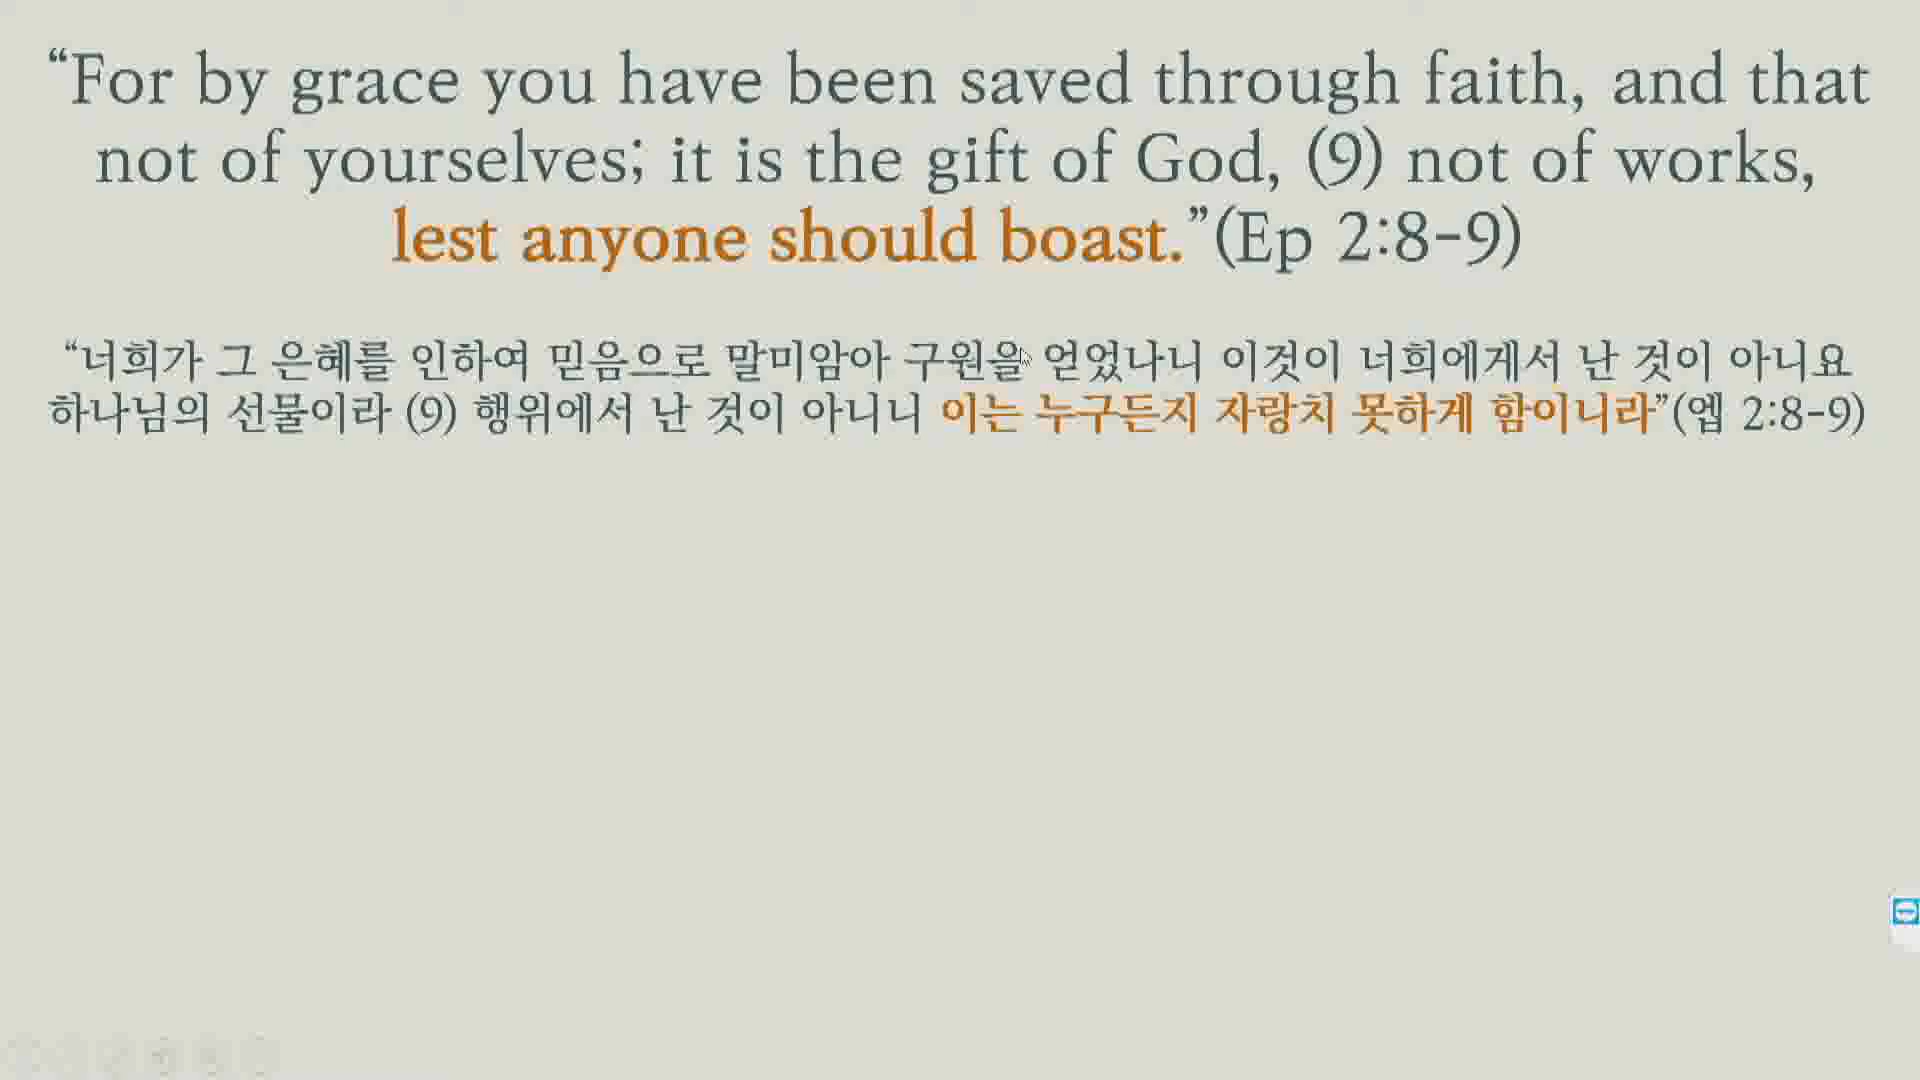 “For by grace you have been saved through faith, and that
not of yourselves; it is the gift of God, (9) not of works,
lest anyone should boast.”(Ep 2:8-9)
“너희가 그 은혜를 인하여 믿음으로 말미암아 구원을 얻었나니 이것이 너희에게서 난 것이 아니요
하나님의 선물이라 (9) 행위에서 난 것이 아니니 이는 누구든지 자랑치 못하게 함이니라”(엡 2:8-9)